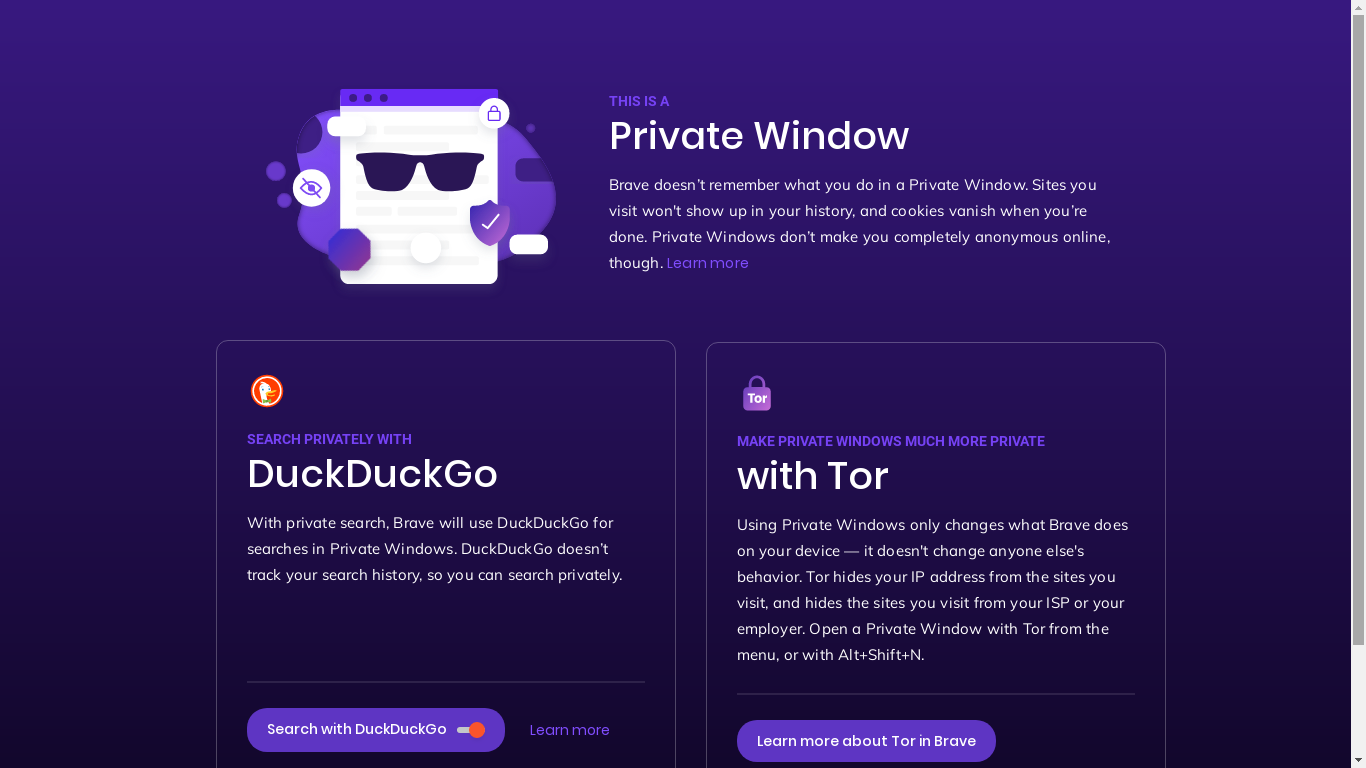 THIS IS A
Private Window
Brave doesn’t remember what you do in a Private Window. Sites you
visit won't show up in your history, and cookies vanish when you’re
done. Private Windows don’t make you completely anonymous online,
though. Learn more
SEARCH PRIVATELY WITH
DuckDuckGo
With private search, Brave will use DuckDuckGo for
searches in Private Windows. DuckDuckGo doesn’t
track your search history, so you can search privately.
Search with DuckDuckGo
Learn more
Tor
MAKE PRIVATE WINDOWS MUCH MORE PRIVATE
with Tor
Using Private Windows only changes what Brave does
on your device — it doesn't change anyone else's
behavior. Tor hides your IP address from the sites you
visit, and hides the sites you visit from your ISP or your
employer. Open a Private Window with Tor from the
menu, or with Alt+Shift+N.
Learn more about Tor in Brave